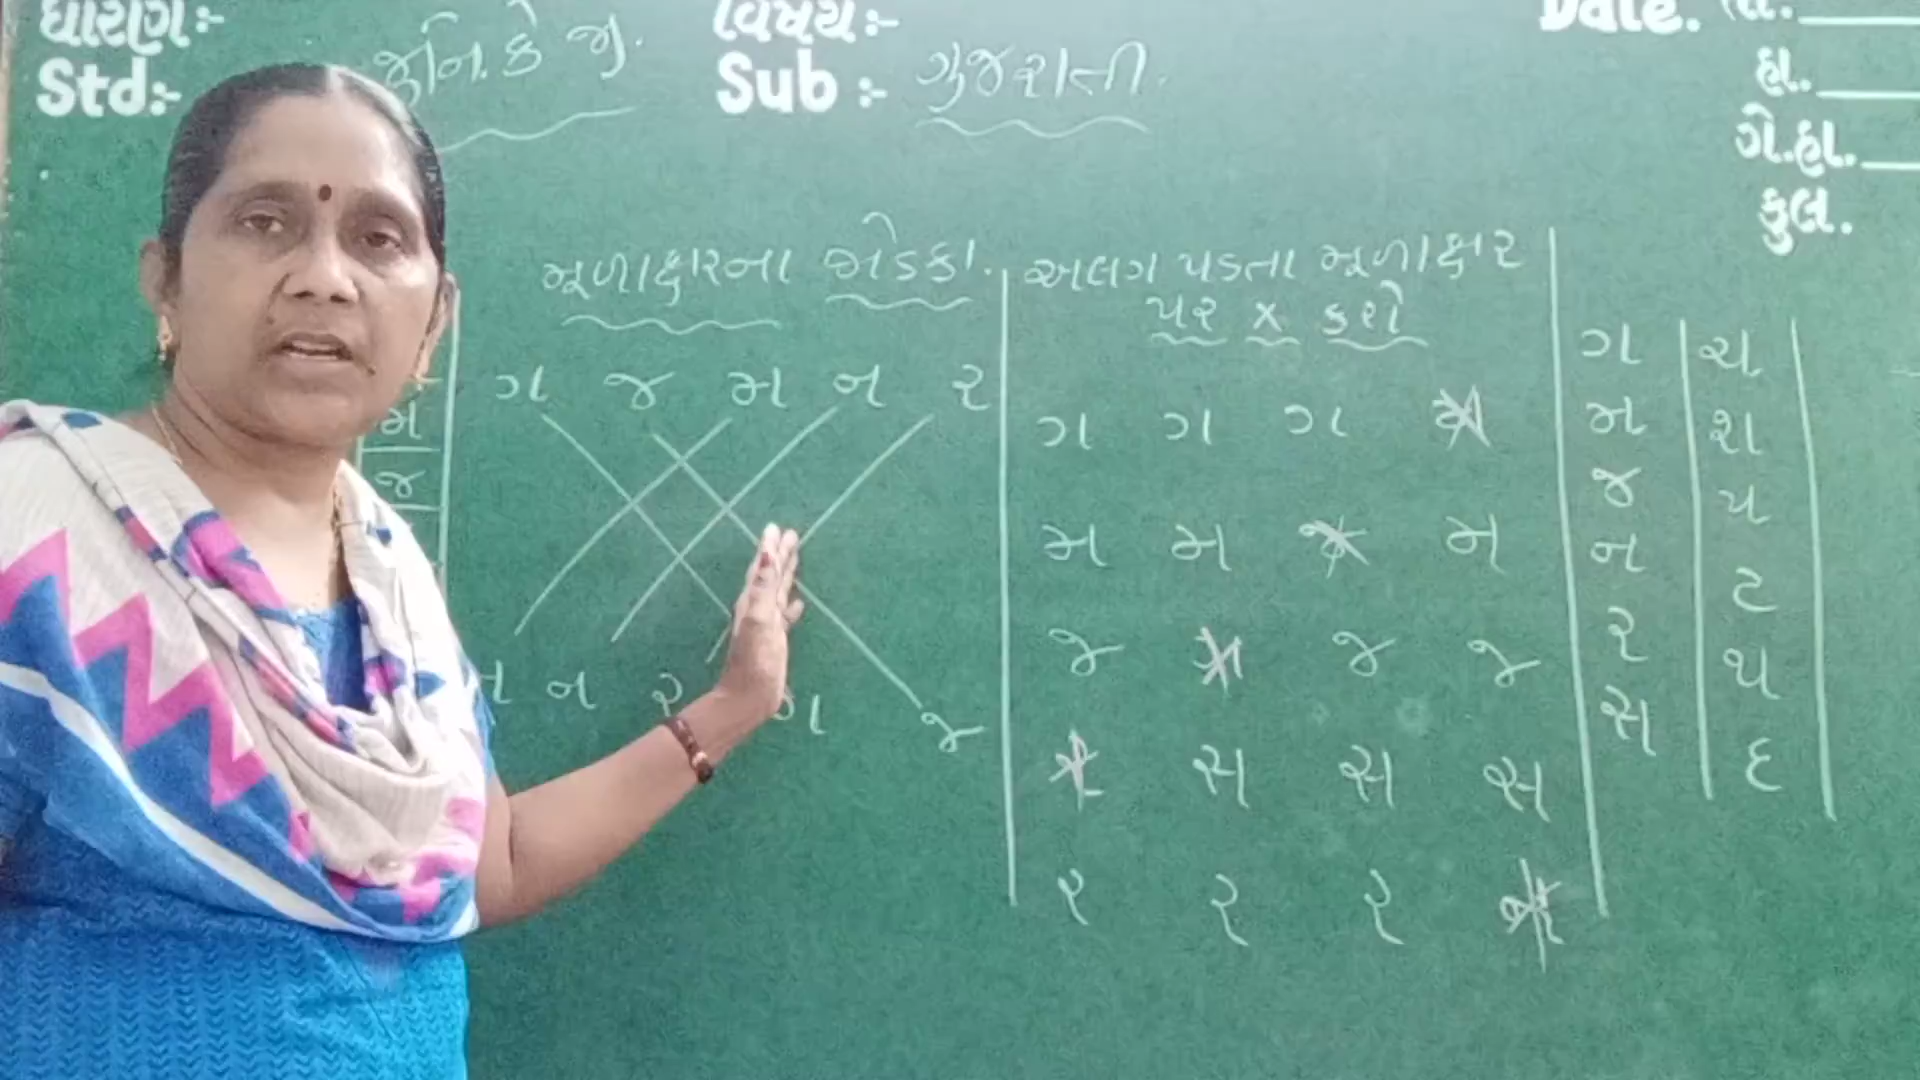 ધોરણ:- વિષય:- Date. તા.
Std:- જુનિ.કે જી. Sub :- ગુજરાતી.
હા.
ગે.હા.
કુલ.
મૂળાક્ષરના જોડકા.
ગ જ મ ન ર
ન ર ગ જ
અલગ પડતા મૂળાક્ષર
પર x કરો
ગ ગ ગ
મ મ મ
જ જ જ
સ સ સ
ર ર ર
મ
જ
ગ ચ
મ શ
જ પ
ન ટ
ર થ
સ દ